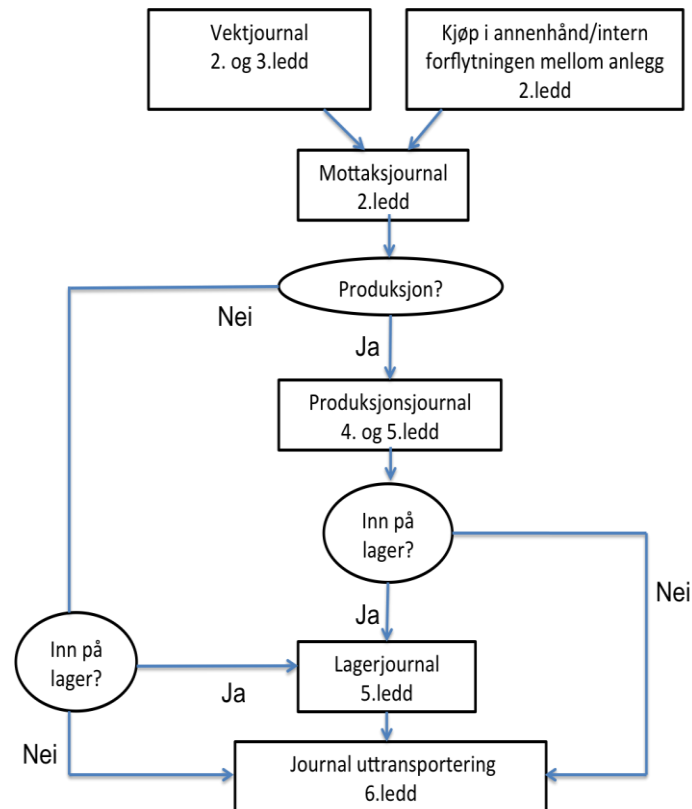 Vektjournal
2. og 3.ledd
Kjøp i annenhånd/intern
forflytningen mellom anlegg
2.ledd
Mottaksjournal
2.ledd
Produksjon?
Nei
Ja
Produksjonsjournal
4. og 5.ledd
Inn på
lager?
Nei
Ja
Inn på
lager?
Ja
Lagerjournal
5.ledd
Nei
Journal uttransportering
6.ledd